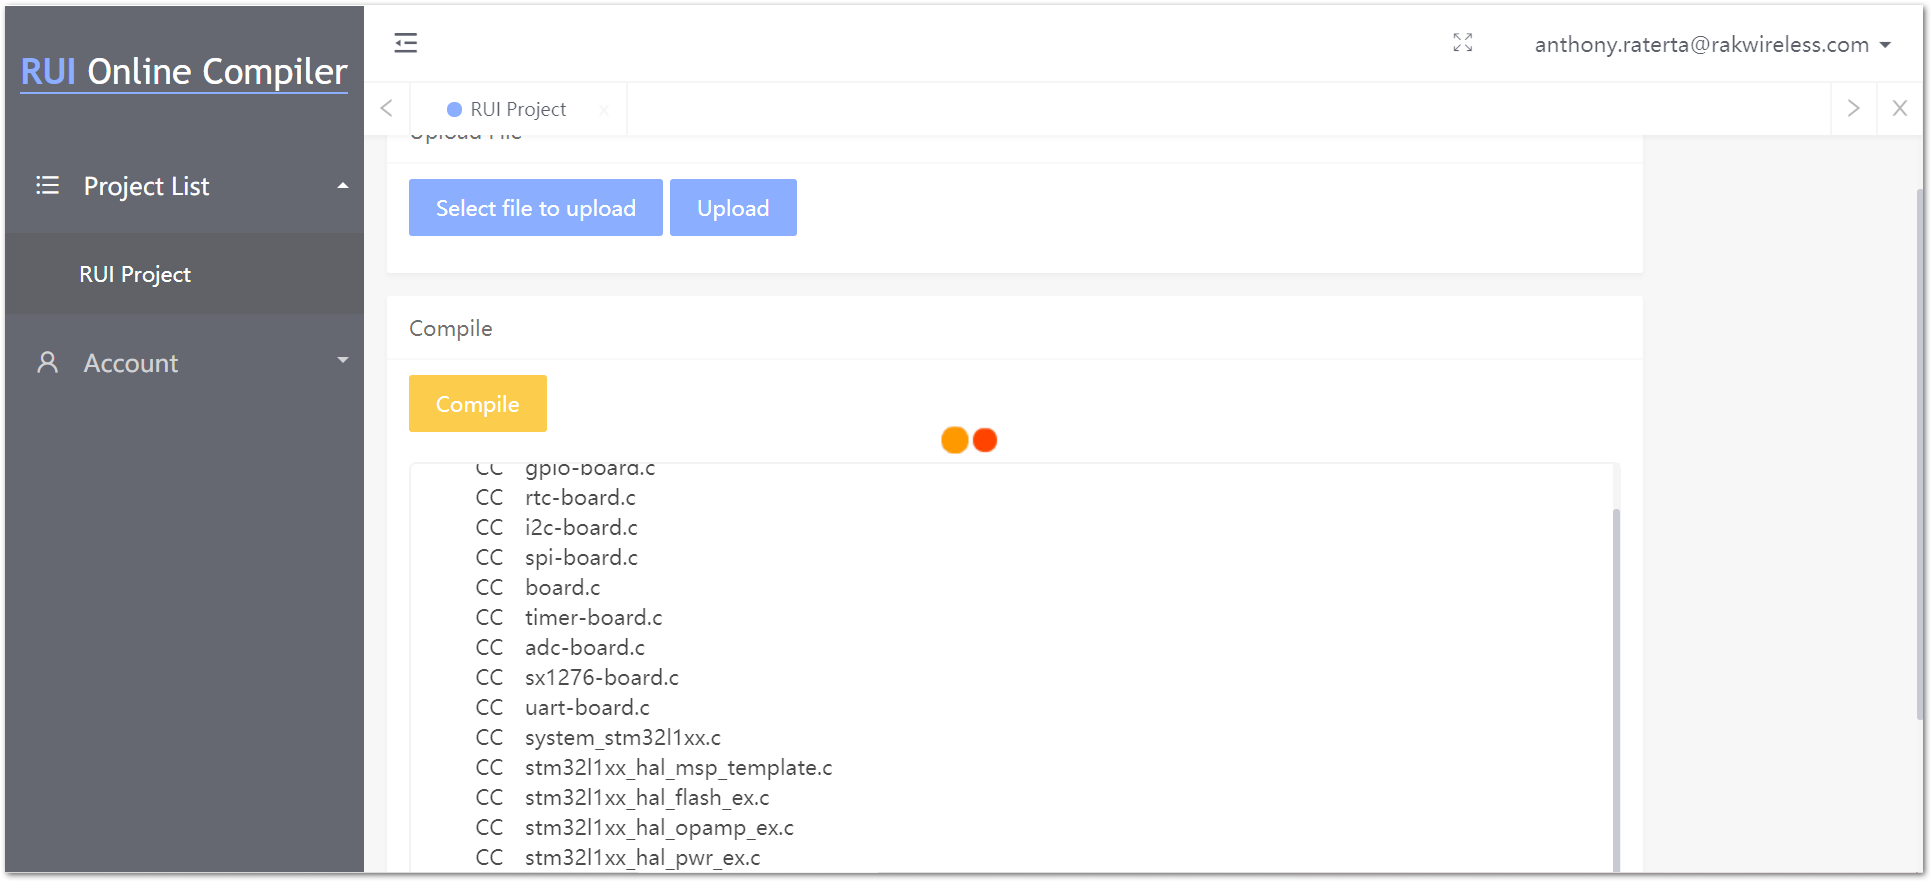 RUI Online Compiler
anthony.raterta@rakwireless.com
RUI Project
Project List
RUI Project
Account
Upload File
Select file to upload
Upload
Compile
Compile
CC gpio-board.c
CC rtc-board.c
CC i2c-board.c
CC spi-board.c
CC board.c
CC timer-board.c
CC adc-board.c
CC sx1276-board.c
CC uart-board.c
CC system_stm32l1xx.c
CC stm32l1xx_hal_msp_template.c
CC stm32l1xx_hal_flash_ex.c
CC stm32l1xx_hal_opamp_ex.c
CC stm32l1xx_hal_pwr_ex.c